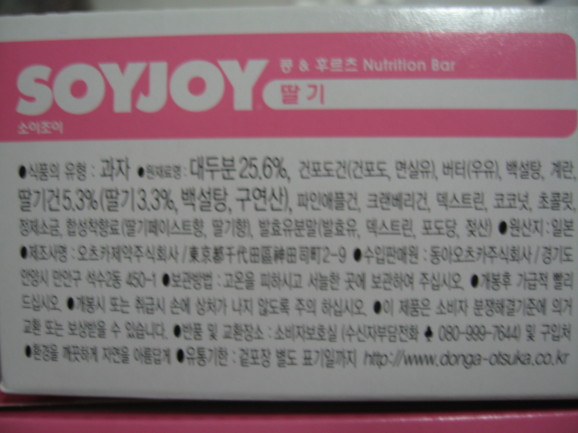 SOYJOY 콩 & 후르츠 Nutrition Bar
딸기
소이조이
●식품의 유형 : 과자 ●원재료명 : 대두분 25.6%, 건포도건(건포도, 면실유), 버터(우유), 백설탕, 계란,
딸기건 5.3%(딸기3.3%, 백설탕, 구연산), 파인애플건, 크랜베리건, 덱스트린, 코코넛, 초콜릿,
정제소금, 합성착향료(딸기페이스트향, 딸기향), 발효유분말(발효유, 덱스트린, 포도당, 젖산) ●원산지 : 일본
●제조사명 : 오츠카제약주식회사 / 東京都千代田區神田司町2-9 ●수입판매원 : 동아오츠카주식회사 / 경기도
안양시 만안구 석수2동 450-1 ●보관방법 : 고온을 피하시고 서늘한 곳에 보관하여 주십시오. ●개봉후 가급적 빨리
드십시오. ●개봉시 또는 취급시 손에 상처가 나지 않도록 주의 하십시오. ●이 제품은 소비자 분쟁해결기준에 의거
교환 또는 보상받을 수 있습니다. ●반품 및 교환장소 : 소비자보호실 (수신자부담전화 ♠ 080-999-7644) 및 구입처
●환경을 깨끗하게 자연을 아름답게 ●유통기한 : 겉포장 별도 표기일까지 http://www.donga-otsuka.co.kr